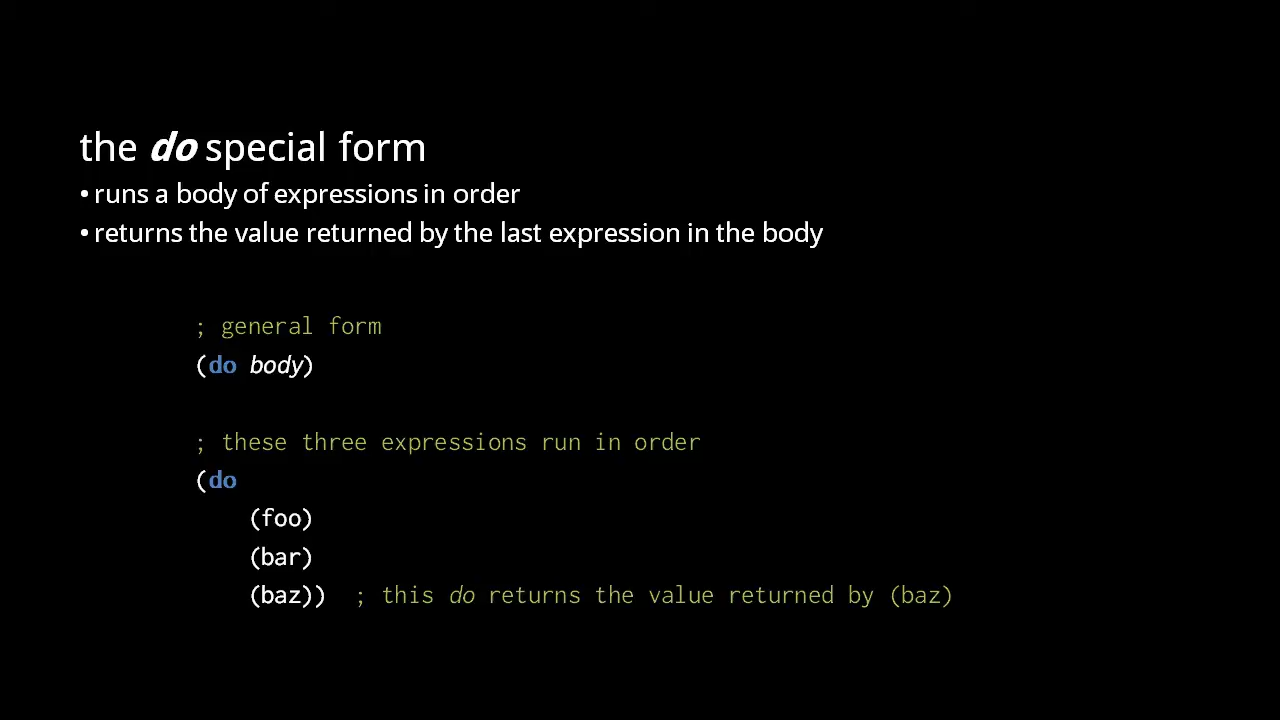 the do special form
• runs a body of expressions in order
• returns the value returned by the last expression in the body
; general form
(do body)
; these three expressions run in order
(do
(foo)
(bar)
(baz))  ; this do returns the value returned by (baz)